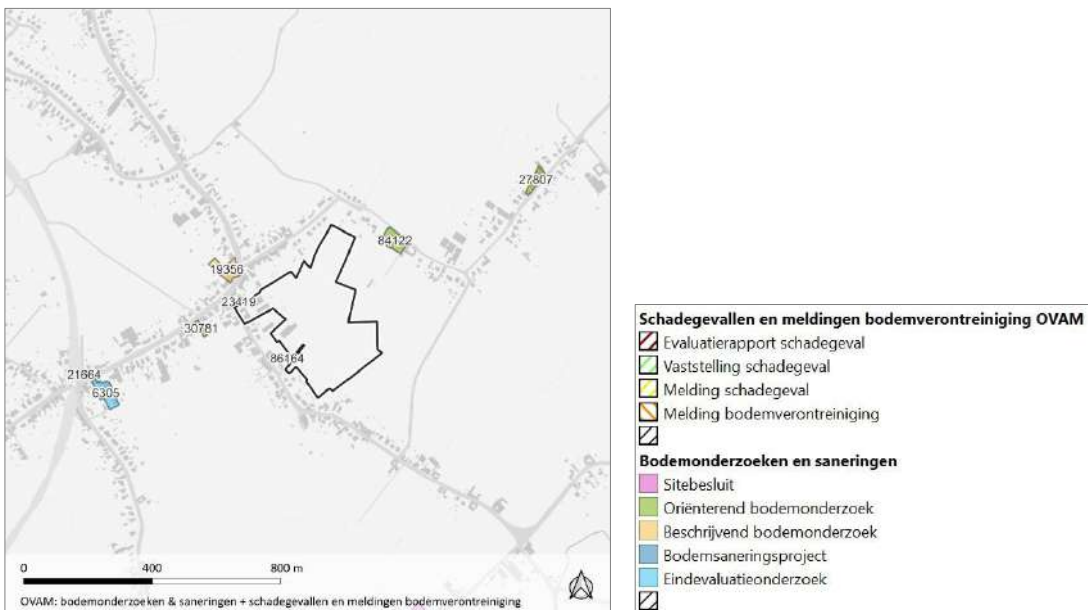 27807
84122
19356
23419
30781
86164
21664
6305
0 400 800 m
OVAM: bodemonderzoeken & saneringen + schadegevallen en meldingen bodemverontreiniging
Schadegevallen en meldingen bodemverontreiniging OVAM
Evaluatierapport schadegeval
Vaststelling schadegeval
Melding schadegeval
Melding bodemverontreiniging
Bodemonderzoeken en saneringen
Sitebesluit
Oriënterend bodemonderzoek
Beschrijvend bodemonderzoek
Bodemsaneringsproject
Eindevaluatieonderzoek